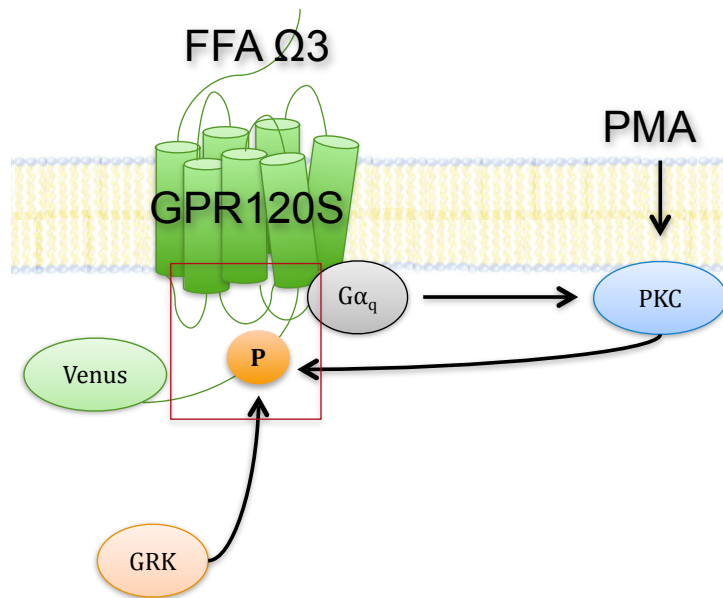 FFA Ω3
PMA
GPR120S
Gαq
PKC
P
Venus
GRK